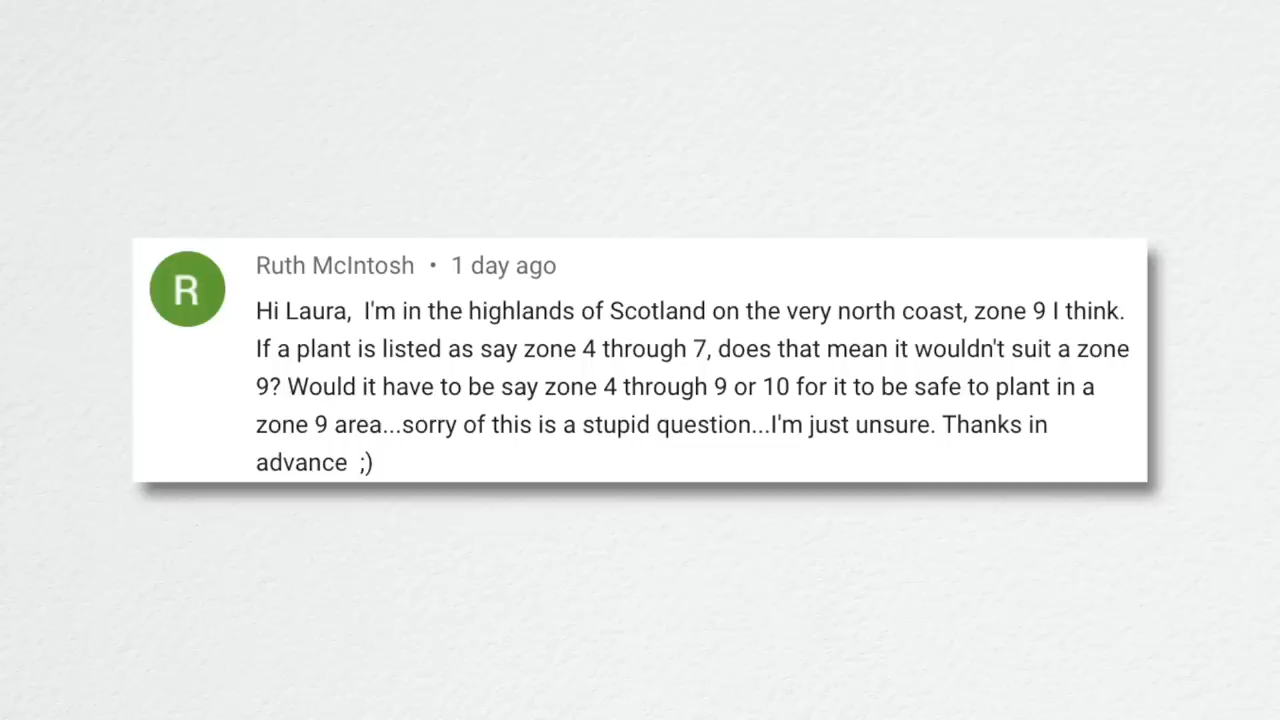 R
Ruth McIntosh • 1 day ago
Hi Laura,  I'm in the highlands of Scotland on the very north coast, zone 9 I think.
If a plant is listed as say zone 4 through 7, does that mean it wouldn't suit a zone
9? Would it have to be say zone 4 through 9 or 10 for it to be safe to plant in a
zone 9 area...sorry of this is a stupid question...I'm just unsure. Thanks in
advance  ;)